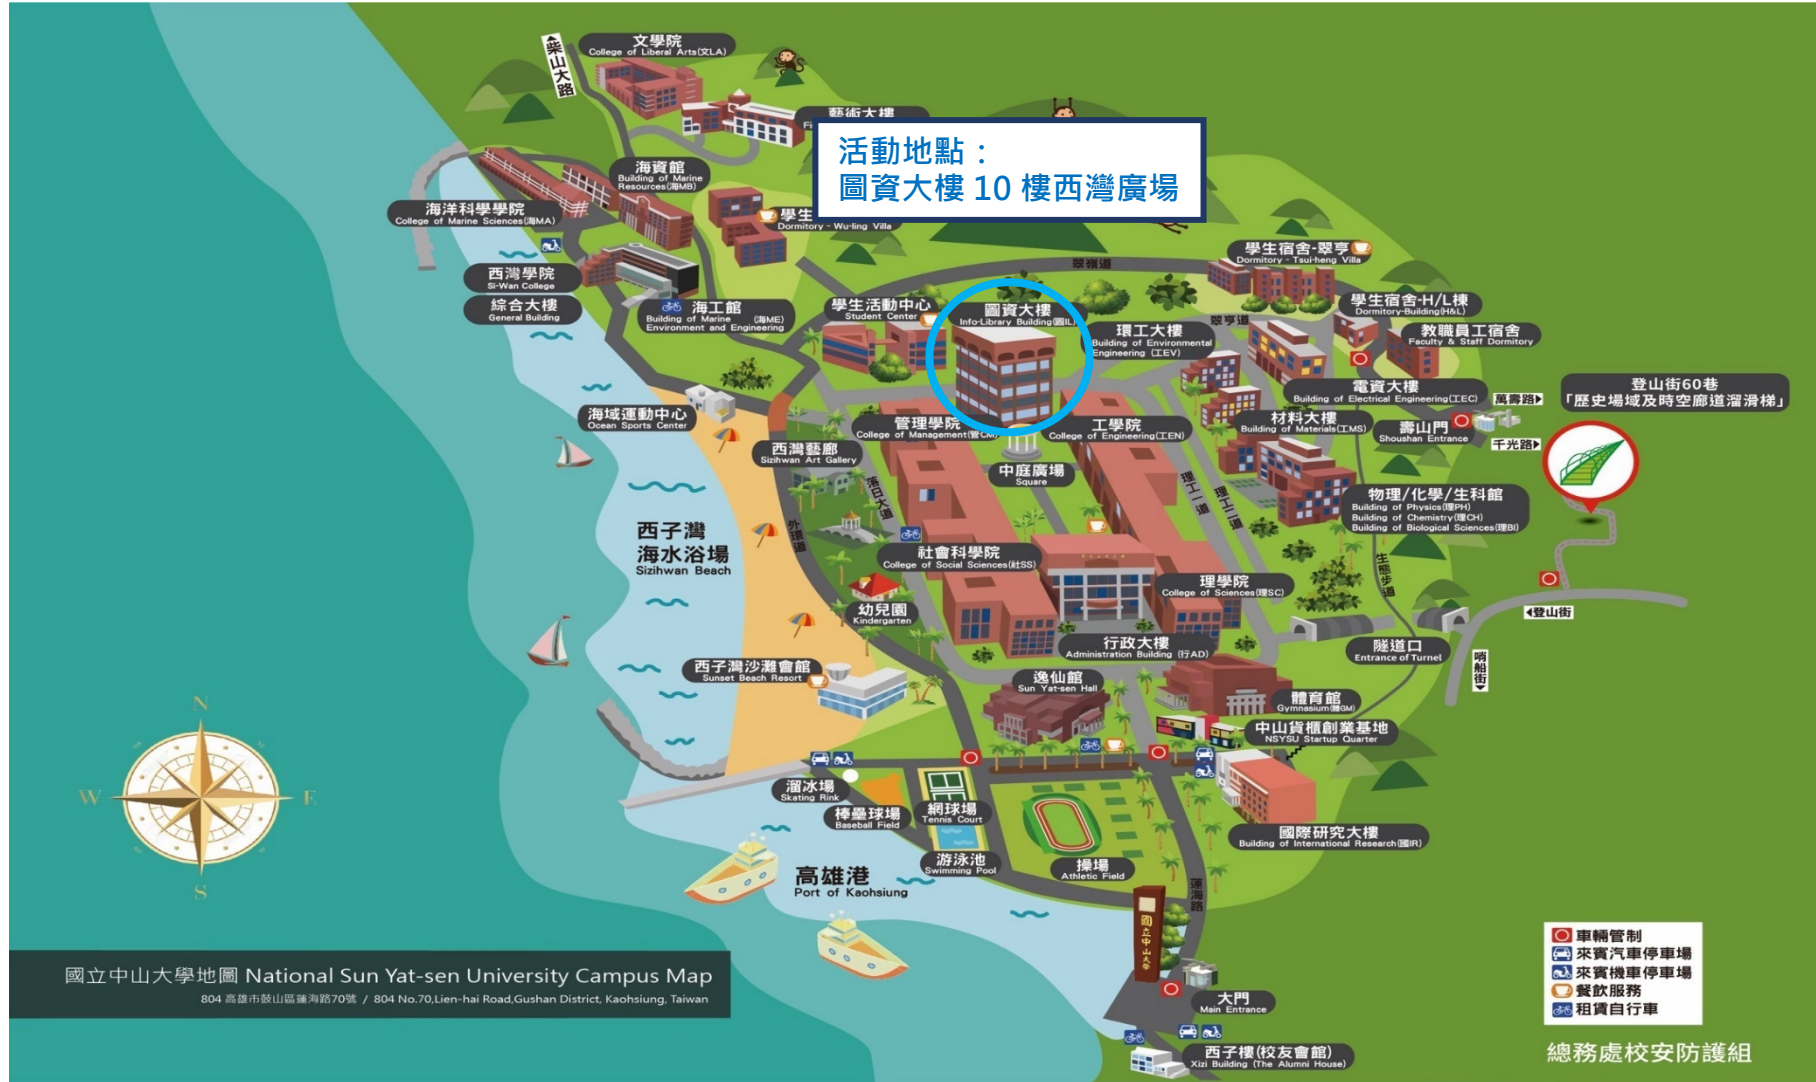 柴山大路
文學院
College of Liberal Arts(文LA)
藝術大樓
活動地點：
圖資大樓 10 樓西灣廣場
海資館
Building of Marine
Resources(海MB)
海洋科學學院
College of Marine Sciences(海MA)
Dormitory - Wu-ling Villa
西灣學院
Si-Wan College
綜合大樓
General Building
海工館
Building of Marine (海ME)
Environment and Engineering
學生活動中心
Student Center
圖資大樓
Info-Library Building(圖IL)
翠嶺道
學生宿舍-翠亨
Dormitory - Tsui-heng Villa
學生宿舍-H/L棟
Dormitory-Building(H&L)
環工大樓
Building of Environmental
Engineering (工EV)
翠亨道
教職員工宿舍
Faculty & Staff Dormitory
電資大樓
Building of Electrical Engineering(工EC)
萬壽路
登山街60巷
「歷史場域及時空廊道溜滑梯」
海域運動中心
Ocean Sports Center
管理學院
College of Management(管CM)
工學院
College of Engineering(工EN)
材料大樓
Building of Materials(工MS)
壽山門
Shoushan Entrance
千光路
西灣藝廊
Sizihwan Art Gallery
中庭廣場
Square
落日大道
理工一道
理工二道
外環道
物理/化學/生科館
Building of Physics(理PH)
Building of Chemistry(理CH)
Building of Biological Sciences(理BI)
西子灣
海水浴場
Sizihwan Beach
社會科學院
College of Social Sciences(社SS)
理學院
College of Sciences(理SC)
生態步道
幼兒園
Kindergarten
登山街
行政大樓
Administration Building (行AD)
隧道口
Entrance of Turnel
哨船街
西子灣沙灘會館
Sunset Beach Resort
逸仙館
Sun Yat-sen Hall
體育館
Gymnasium(體GM)
中山貨櫃創業基地
NSYSU Startup Quarter
溜冰場
Skating Rink
棒壘球場
Baseball Field
網球場
Tennis Court
游泳池
Swimming Pool
操場
Athletic Field
國際研究大樓
Building of International Research(國IR)
高雄港
Port of Kaohsiung
蓮海路
國立中山大學
大門
Main Entrance
西子樓(校友會館)
Xizi Building (The Alumni House)
N
W
E
S
國立中山大學地圖 National Sun Yat-sen University Campus Map
804 高雄市鼓山區蓮海路70號 / 804 No.70,Lien-hai Road,Gushan District, Kaohsiung, Taiwan
車輛管制
來賓汽車停車場
來賓機車停車場
餐飲服務
租賃自行車
總務處校安防護組